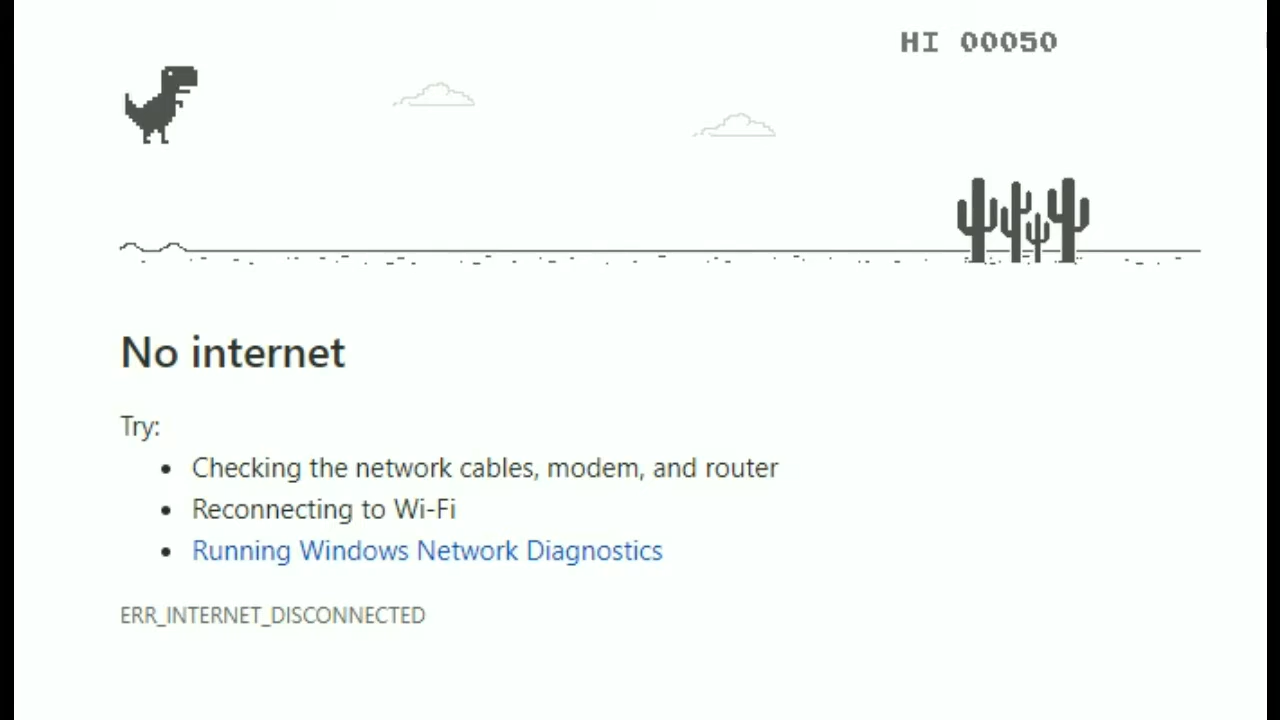 HI 00050
No internet
Try:
Checking the network cables, modem, and router
Reconnecting to Wi-Fi
Running Windows Network Diagnostics
ERR_INTERNET_DISCONNECTED